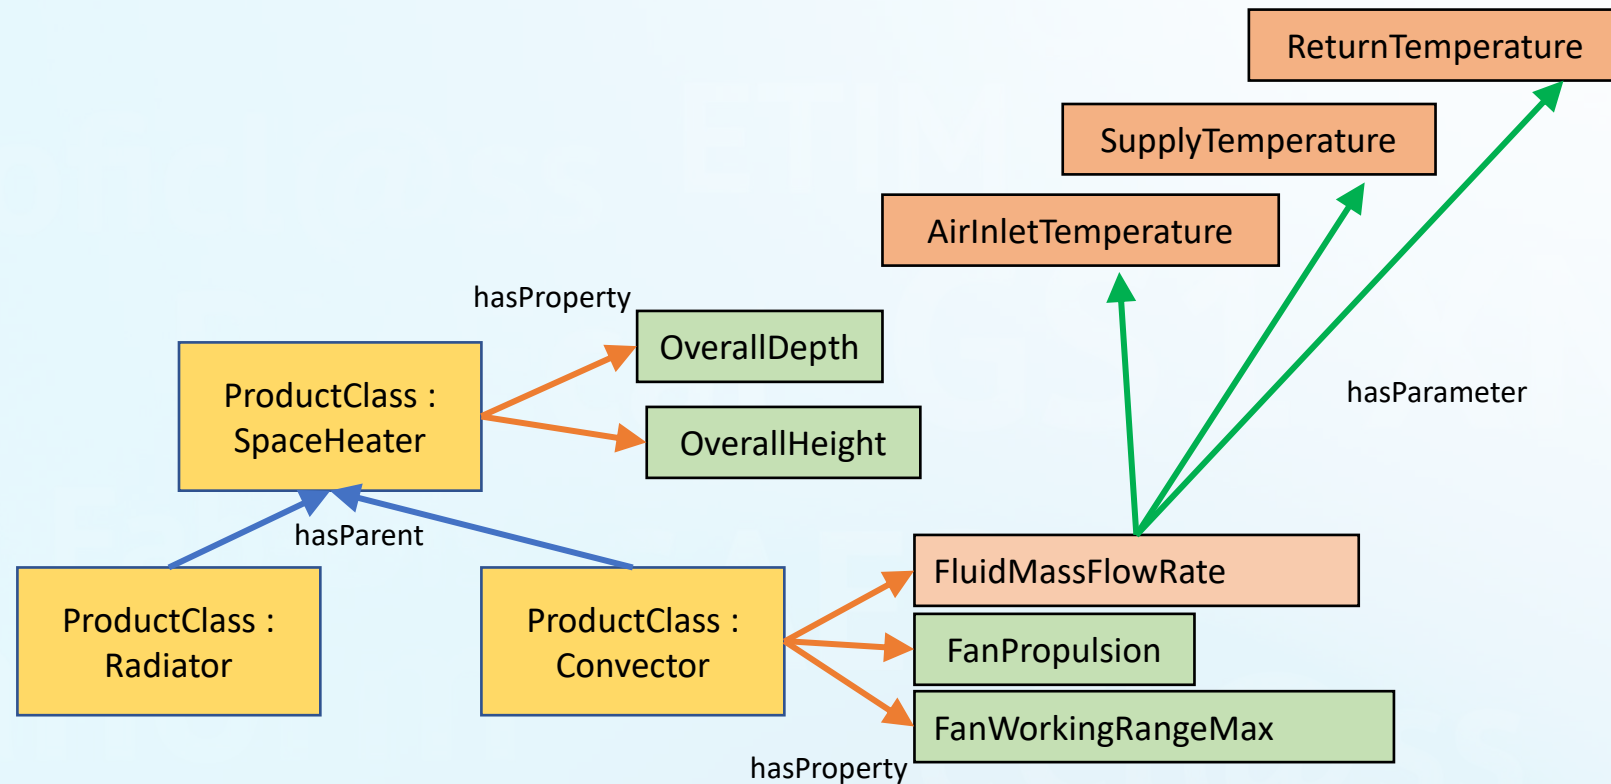 ReturnTemperature
SupplyTemperature
AirInletTemperature
hasProperty
OverallDepth
ProductClass :
SpaceHeater
hasParameter
OverallHeight
hasParent
FluidMassFlowRate
ProductClass :
Radiator
ProductClass :
Convector
FanPropulsion
FanWorkingRangeMax
hasProperty